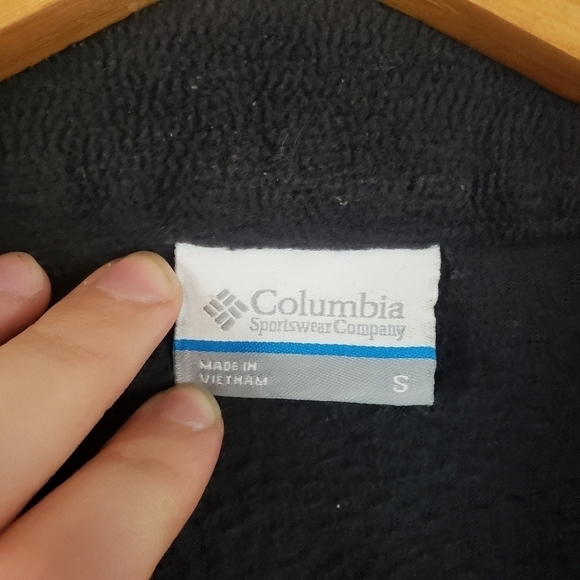 Columbia
Sportswear Company
MADE IN
VIETNAM
S